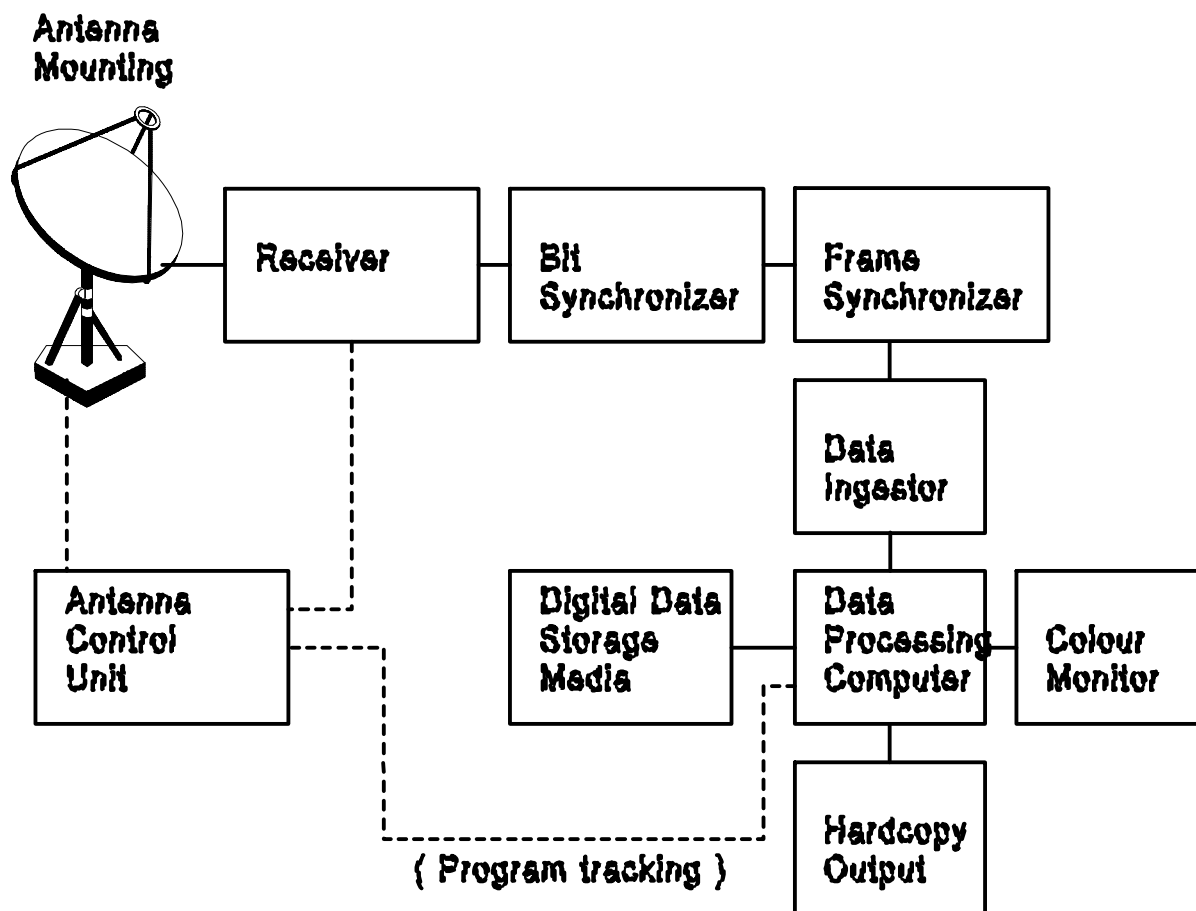 Antenna
Mounting
Receiver
Bit
Synchronizer
Frame
Synchronizer
Data
Ingestor
Antenna
Control
Unit
Digital Data
Storage
Media
Data
Processing
Computer
Colour
Monitor
Hardcopy
Output
( Program tracking )